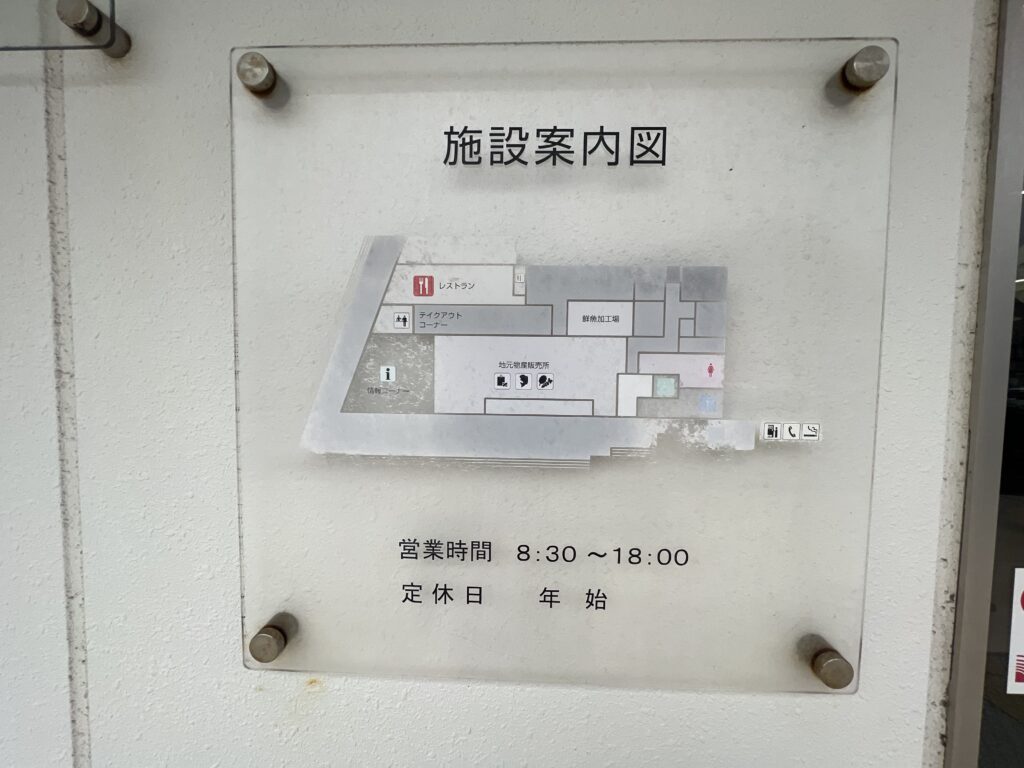 施設案内図
レストラン
テイクアウト
コーナー
鮮魚加工場
地元物産販売所
情報コーナー
営業時間 8:30～18:00
定休日 年始